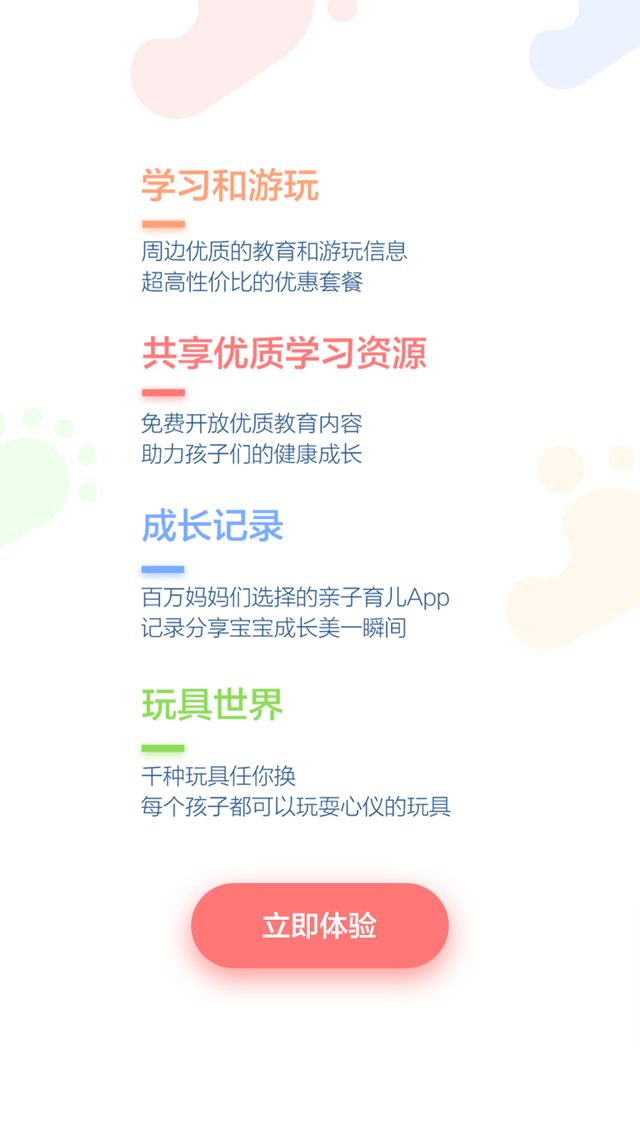 学习和游玩
周边优质的教育和游玩信息
超高性价比的优惠套餐
共享优质学习资源
免费开放优质教育内容
助力孩子们的健康成长
成长记录
百万妈妈们选择的亲子育儿App
记录分享宝宝成长美一瞬间
玩具世界
千种玩具任你换
每个孩子都可以玩耍心仪的玩具
立即体验